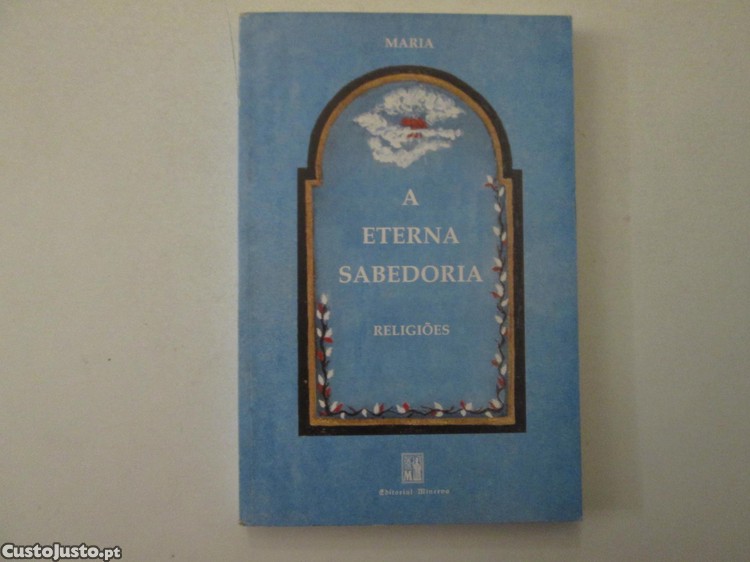 MARIA
A
ETERNA
SABEDORIA
RELIGIÕES
Editorial Minerva
CustoJusto.pt